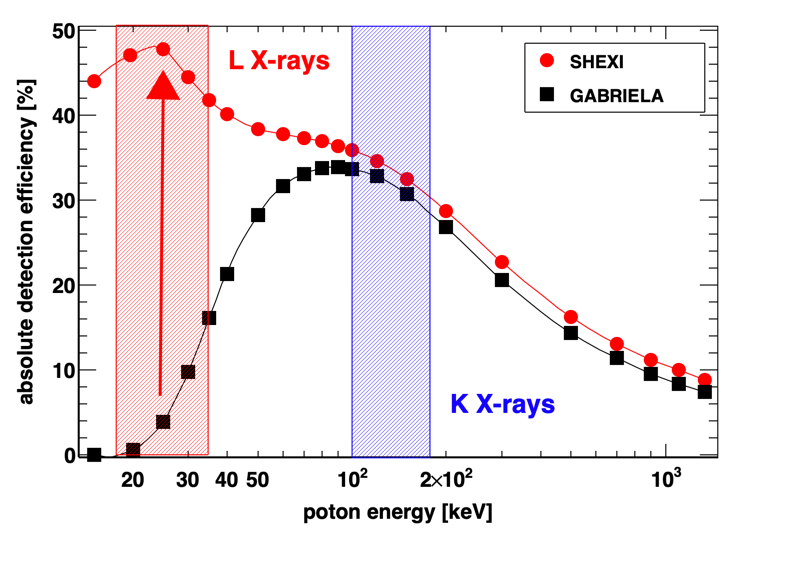 50
40
30
20
10
0
absolute detection efficiency [%]
L X-rays
SHEXI
GABRIELA
K X-rays
20 30 40 50 10² 2×10² 10³
poton energy [keV]